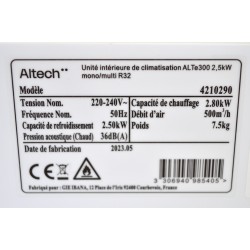 Altech
Unité intérieure de climatisation ALTe300 2,5kW
mono/multi R32
Modèle 4210290
Tension Nom. 220-240V~ Capacité de chauffage 2.80kW
Fréquence Nom. 50Hz Débit d'air 500m³/h
Capacité de refroidissement 2.50kW Poids 7.5kg
Pression acoustique (Chaud) 36dB(A)
Date de fabrication 2023.05
3 306940 985405 >
Fabriqué pour : GIE IRANA, 12 Place de l'Iris 92400 Courbevoie, France